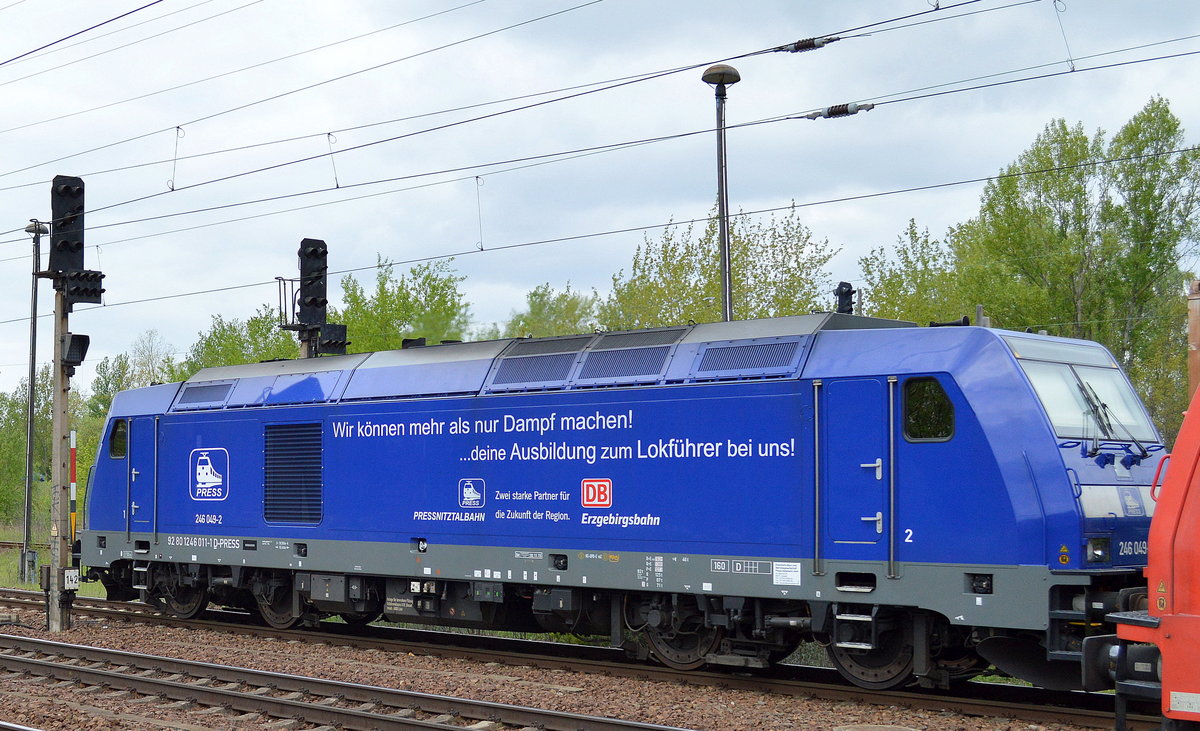 Wir können mehr als nur Dampf machen!
...deine Ausbildung zum Lokführer bei uns!
PRESS
246 049-2
PRESS
PRESSNITZTALBAHN
Zwei starke Partner für
die Zukunft der Region.
DB
Erzgebirgsbahn
1
2
92 80 1246 011-1 D-PRESS
160 D
246 049
142